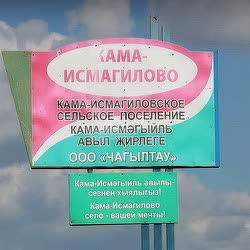 КАМА-
ИСМАГИЛОВО
КАМА-ИСМАГИЛОВСКОЕ
СЕЛЬСКОЕ ПОСЕЛЕНИЕ
КАМА-ИСМӘГЫЙЛЬ
АВЫЛ ҖИРЛЕГЕ
ООО «ЧАГЫЛТАУ»
Кама-Исмәгыйль авылы-
сезнең хыялыгыз!
Кама-Исмагилово
село - вашей мечты!